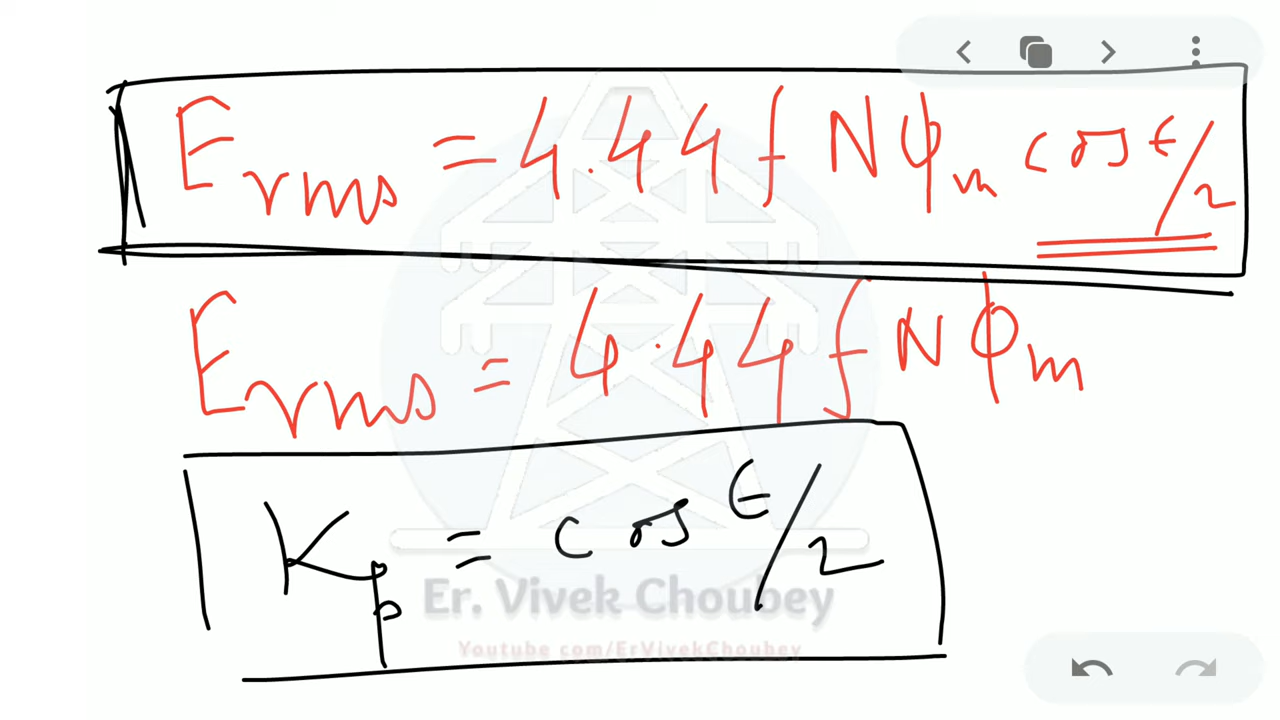 Erms = 4.44 f N φm cos ϵ/2
Erms = 4.44 f N φm
Kp = cos ϵ/2
Er. Vivek Choubey
Youtube com/ErVivekChoubey